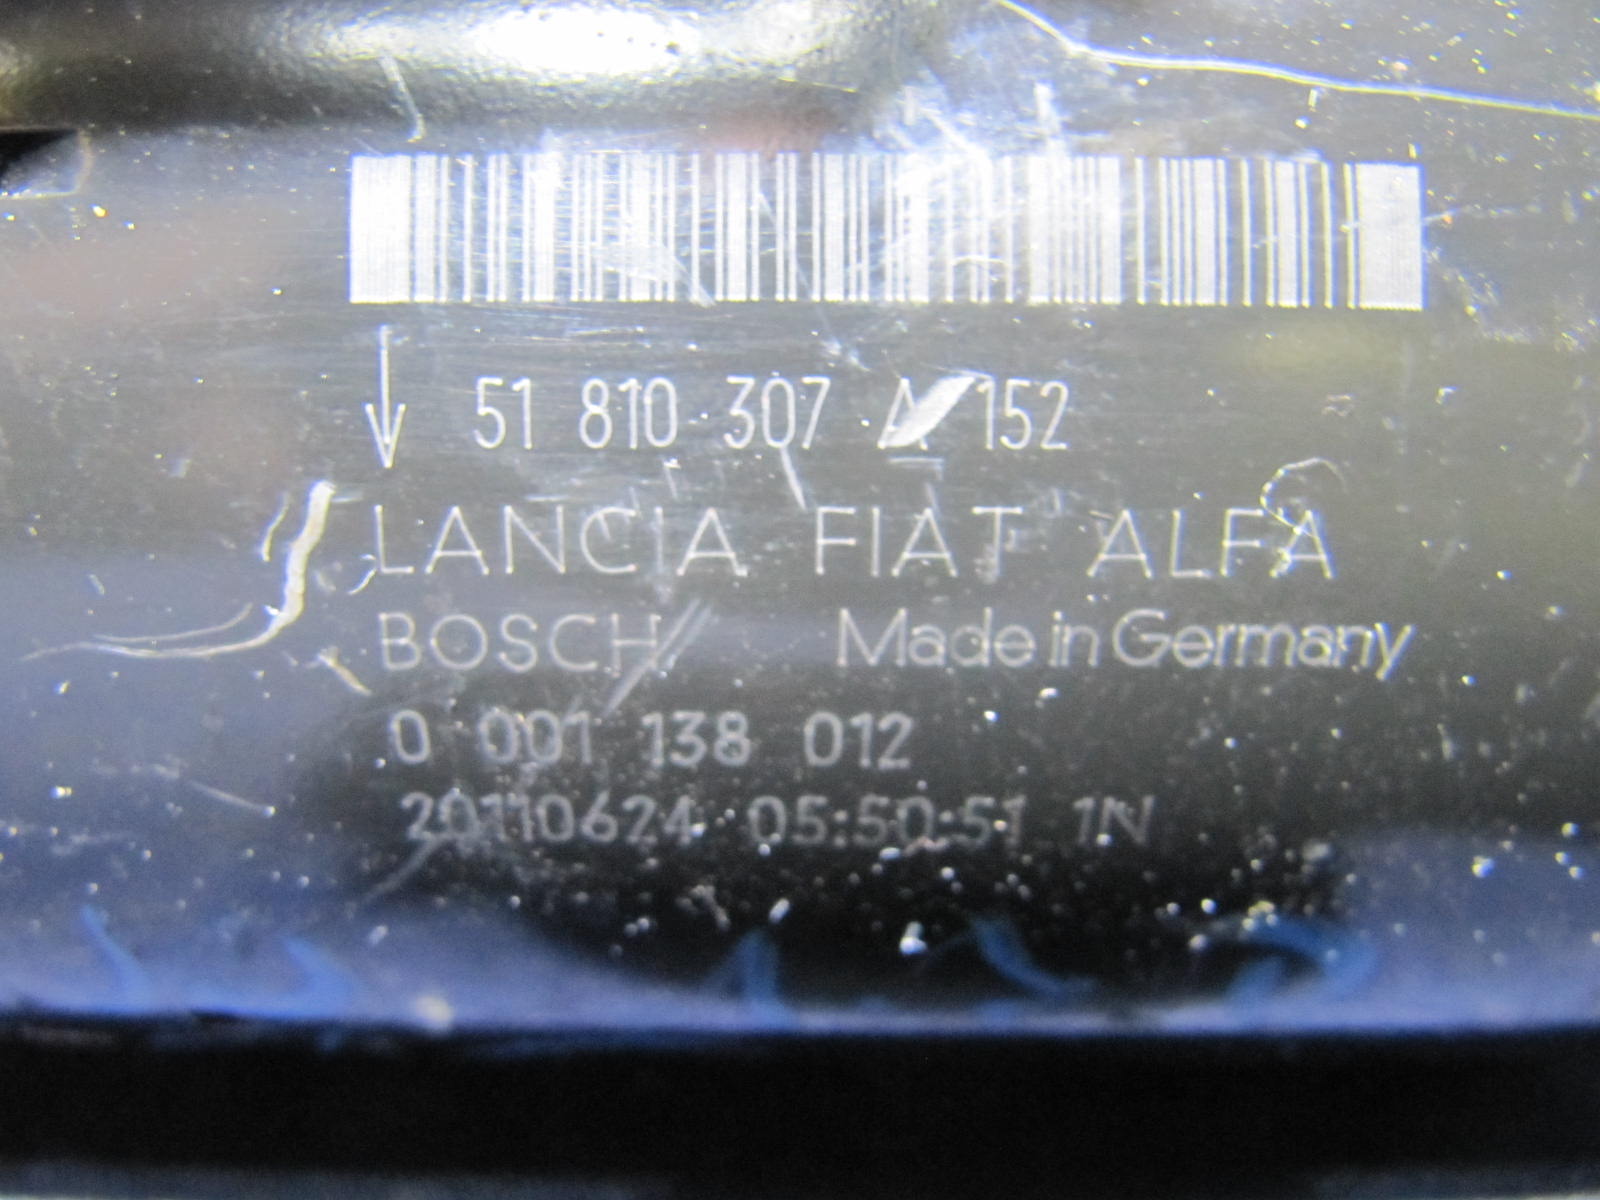 51 810 307 A 152
LANCIA FIAT ALFA
BOSCH Made in Germany
0 001 138 012
20110624 05:50:51 1N